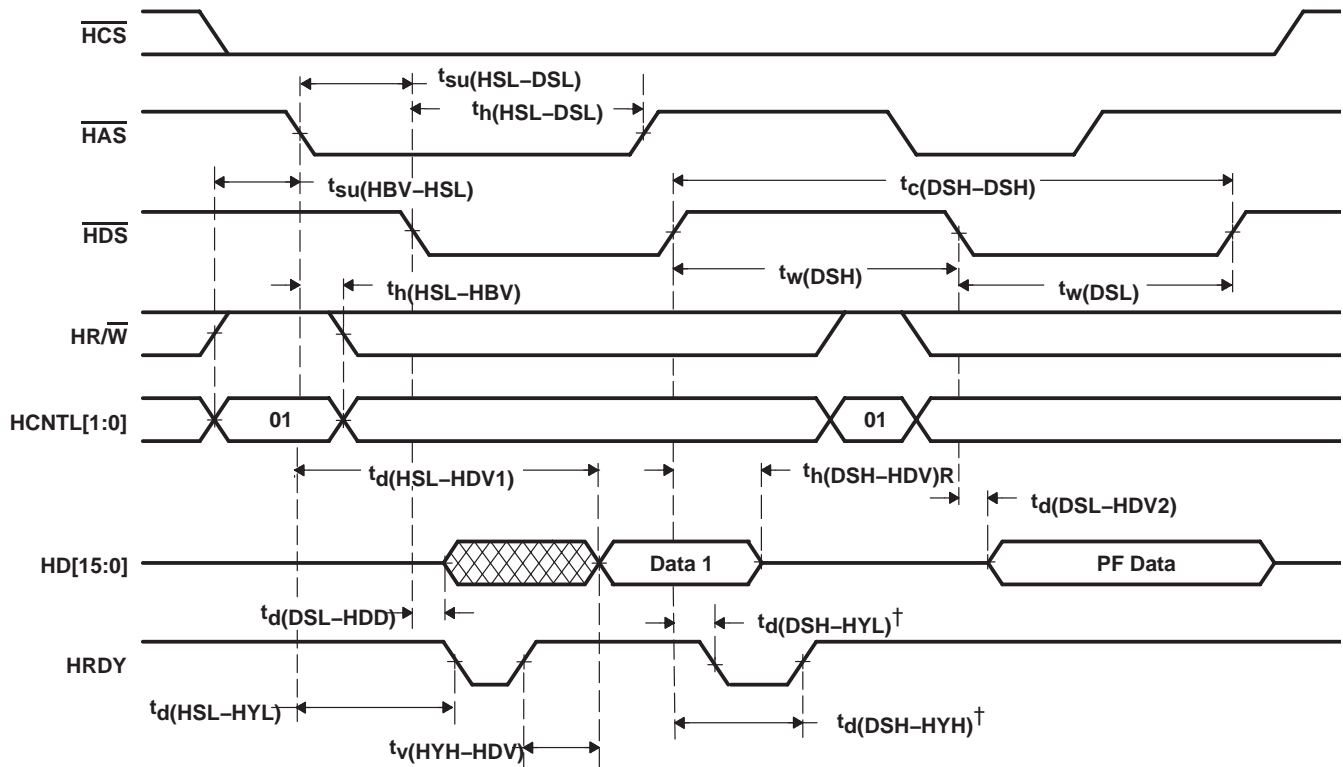 HCS
tsu(HSL–DSL)
th(HSL–DSL)
HAS
tsu(HBV–HSL)
tc(DSH–DSH)
HDS
tw(DSH)
th(HSL–HBV)
tw(DSL)
HR/W
HCNTL[1:0]
01
01
td(HSL–HDV1)
th(DSH–HDV)R
td(DSL–HDV2)
HD[15:0]
Data 1
PF Data
td(DSL–HDD)
td(DSH–HYL)†
HRDY
td(HSL–HYL)
td(DSH–HYH)†
tv(HYH–HDV)